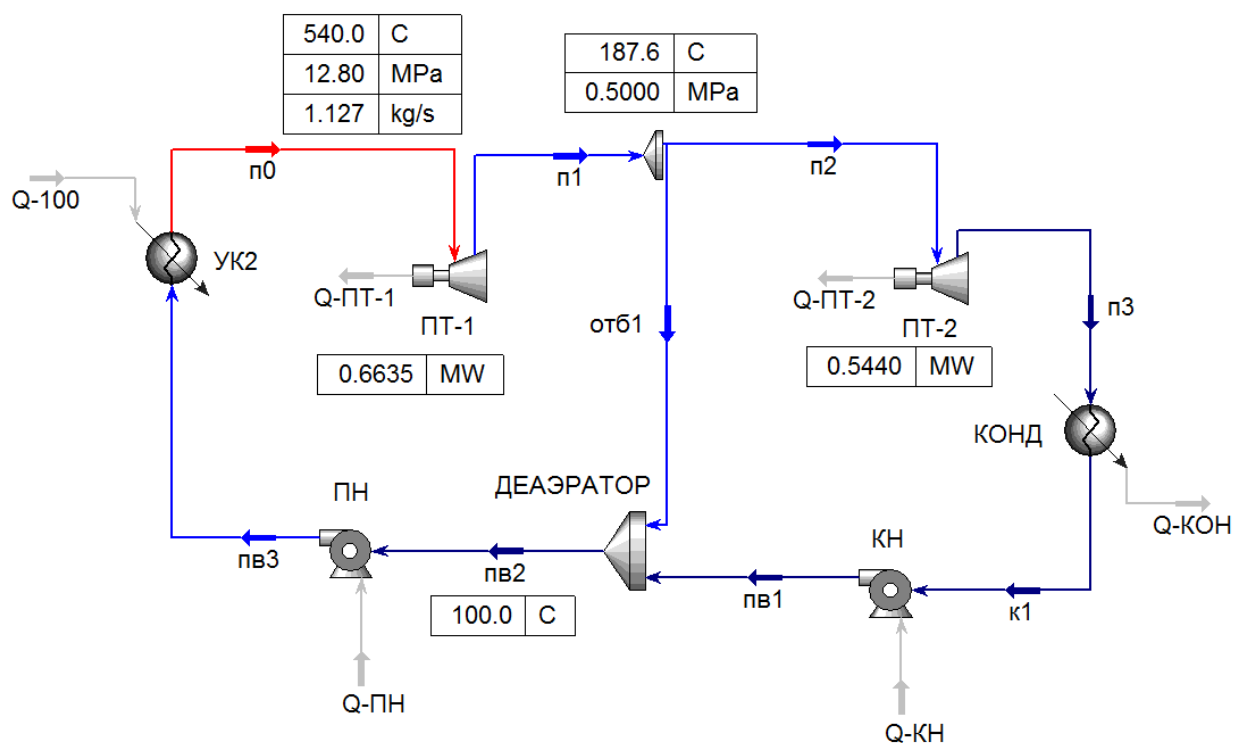 540.0 C
12.80 MPa
1.127 kg/s
187.6 C
0.5000 MPa
п0
п1
п2
Q-100
УК2
Q-ПТ-1
ПТ-1
0.6635 MW
отб1
Q-ПТ-2
ПТ-2
0.5440 MW
п3
КОНД
Q-КОН
ДЕАЭРАТОР
ПН
КН
пв3
пв2
пв1
к1
100.0 C
Q-ПН
Q-КН